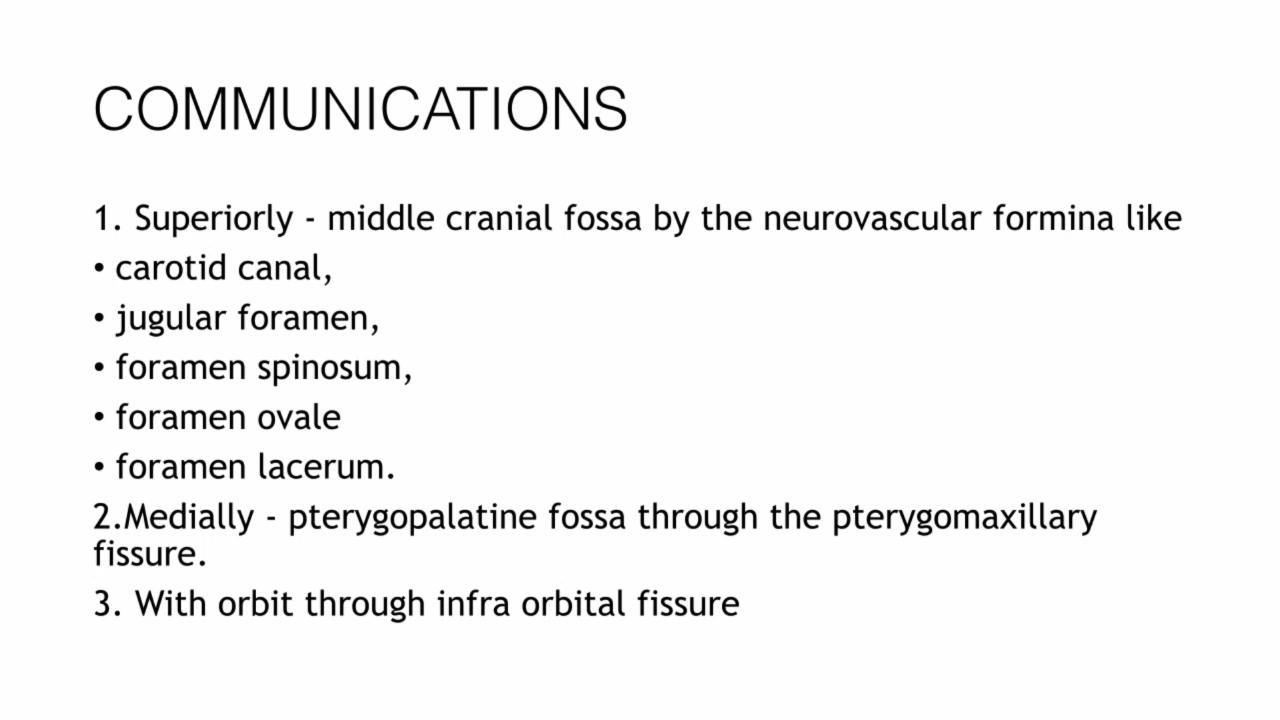 COMMUNICATIONS
1. Superiorly - middle cranial fossa by the neurovascular formina like
• carotid canal,
• jugular foramen,
• foramen spinosum,
• foramen ovale
• foramen lacerum.
2.Medially - pterygopalatine fossa through the pterygomaxillary
fissure.
3. With orbit through infra orbital fissure